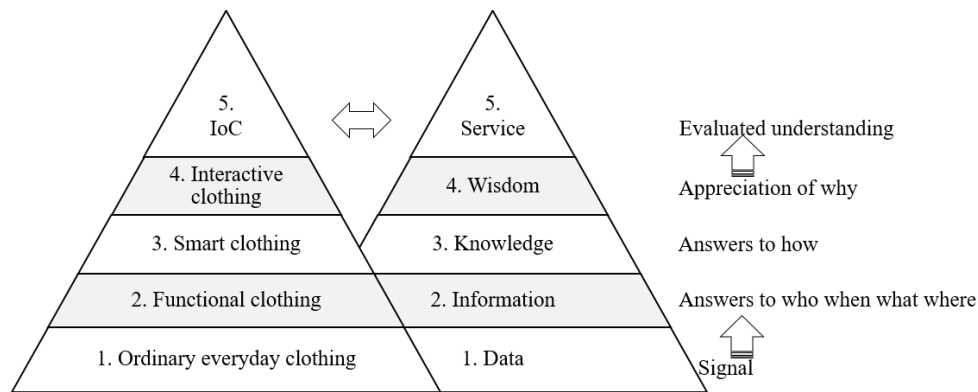 5.
IoC
5.
Service
Evaluated understanding
4. Interactive
clothing
4. Wisdom
Appreciation of why
3. Smart clothing
3. Knowledge
Answers to how
2. Functional clothing
2. Information
Answers to who when what where
1. Ordinary everyday clothing
1. Data
Signal